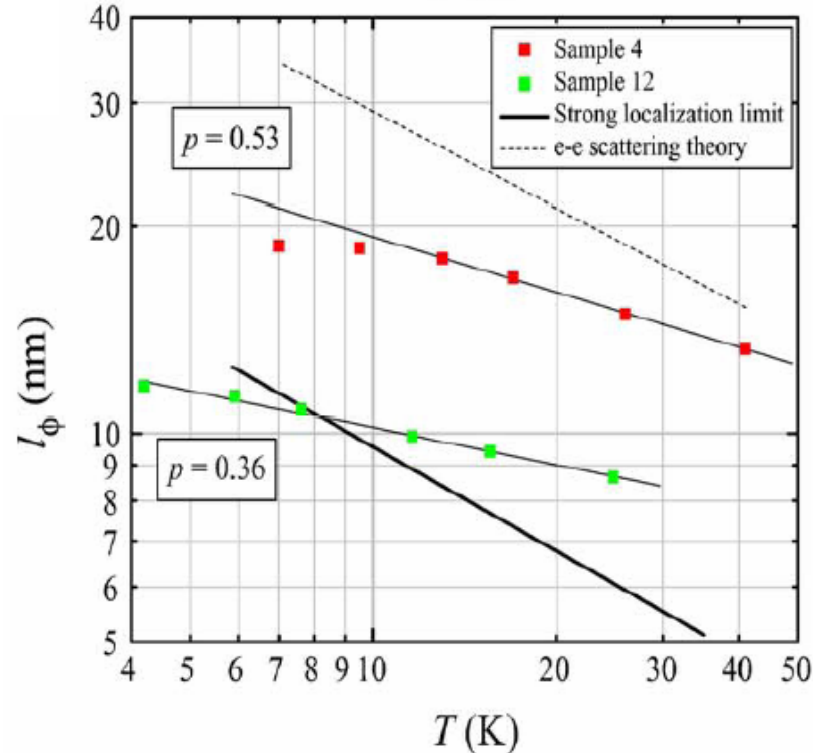 40
30
20
10
9
8
7
6
5
4
5
6
7
8
9
10
20
30
40
50
l_ϕ (nm)
T (K)
p = 0.53
p = 0.36
Sample 4
Sample 12
Strong localization limit
e-e scattering theory